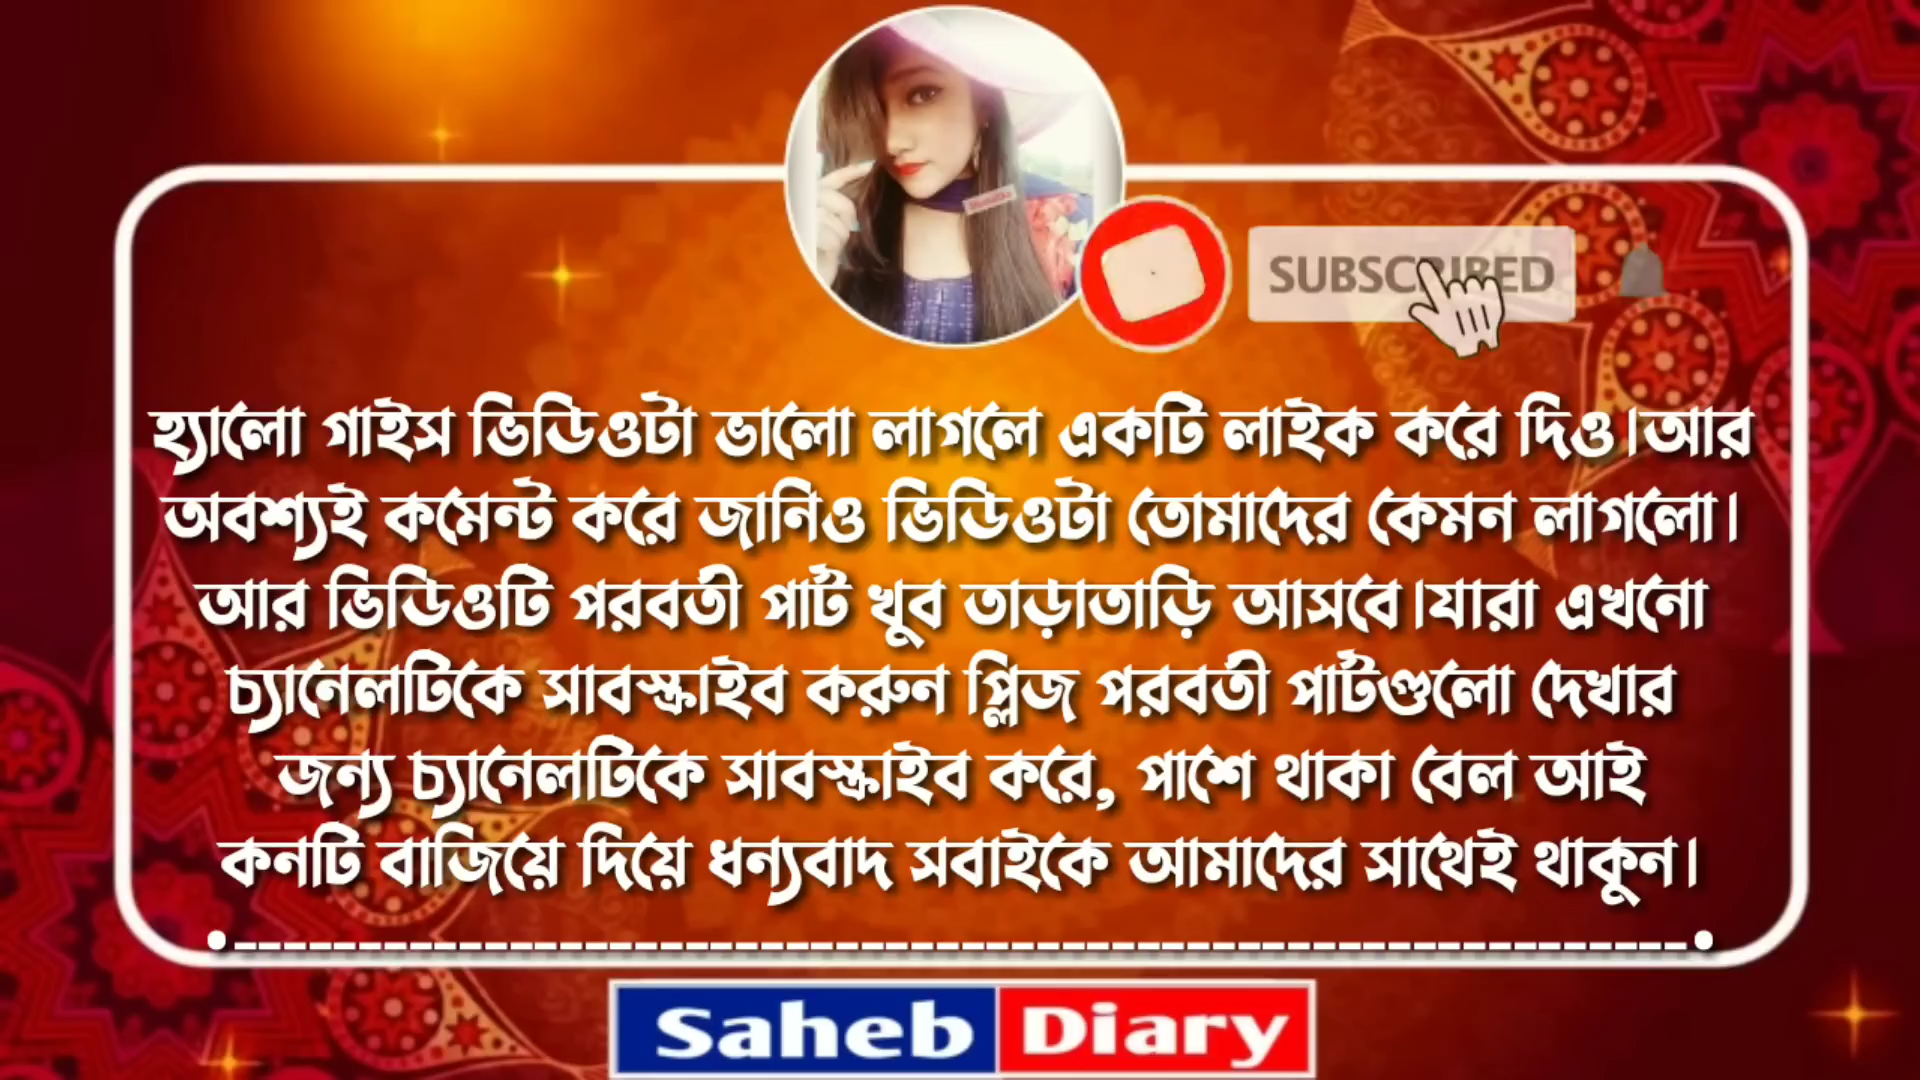 SUBSCRIBED
হ্যালো গাইস ভিডিওটা ভালো লাগলে একটি লাইক করে দিও।আর
অবশ্যই কমেন্ট করে জানিও ভিডিওটা তোমাদের কেমন লাগলো।
আর ভিডিওটি পরবর্তী পার্ট খুব তাড়াতাড়ি আসবে।যারা এখনো
চ্যানেলটিকে সাবস্ক্রাইব করুন প্লিজ পরবর্তী পার্টগুলো দেখার
জন্য চ্যানেলটিকে সাবস্ক্রাইব করে, পাশে থাকা বেল আই
কনটি বাজিয়ে দিয়ে ধন্যবাদ সবাইকে আমাদের সাথেই থাকুন।
Saheb Diary